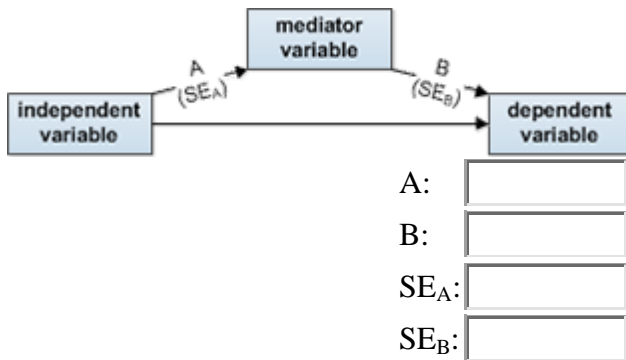 mediator
variable
A
(SEA)
B
(SEB)
independent
variable
dependent
variable
A:
B:
SEA:
SEB: